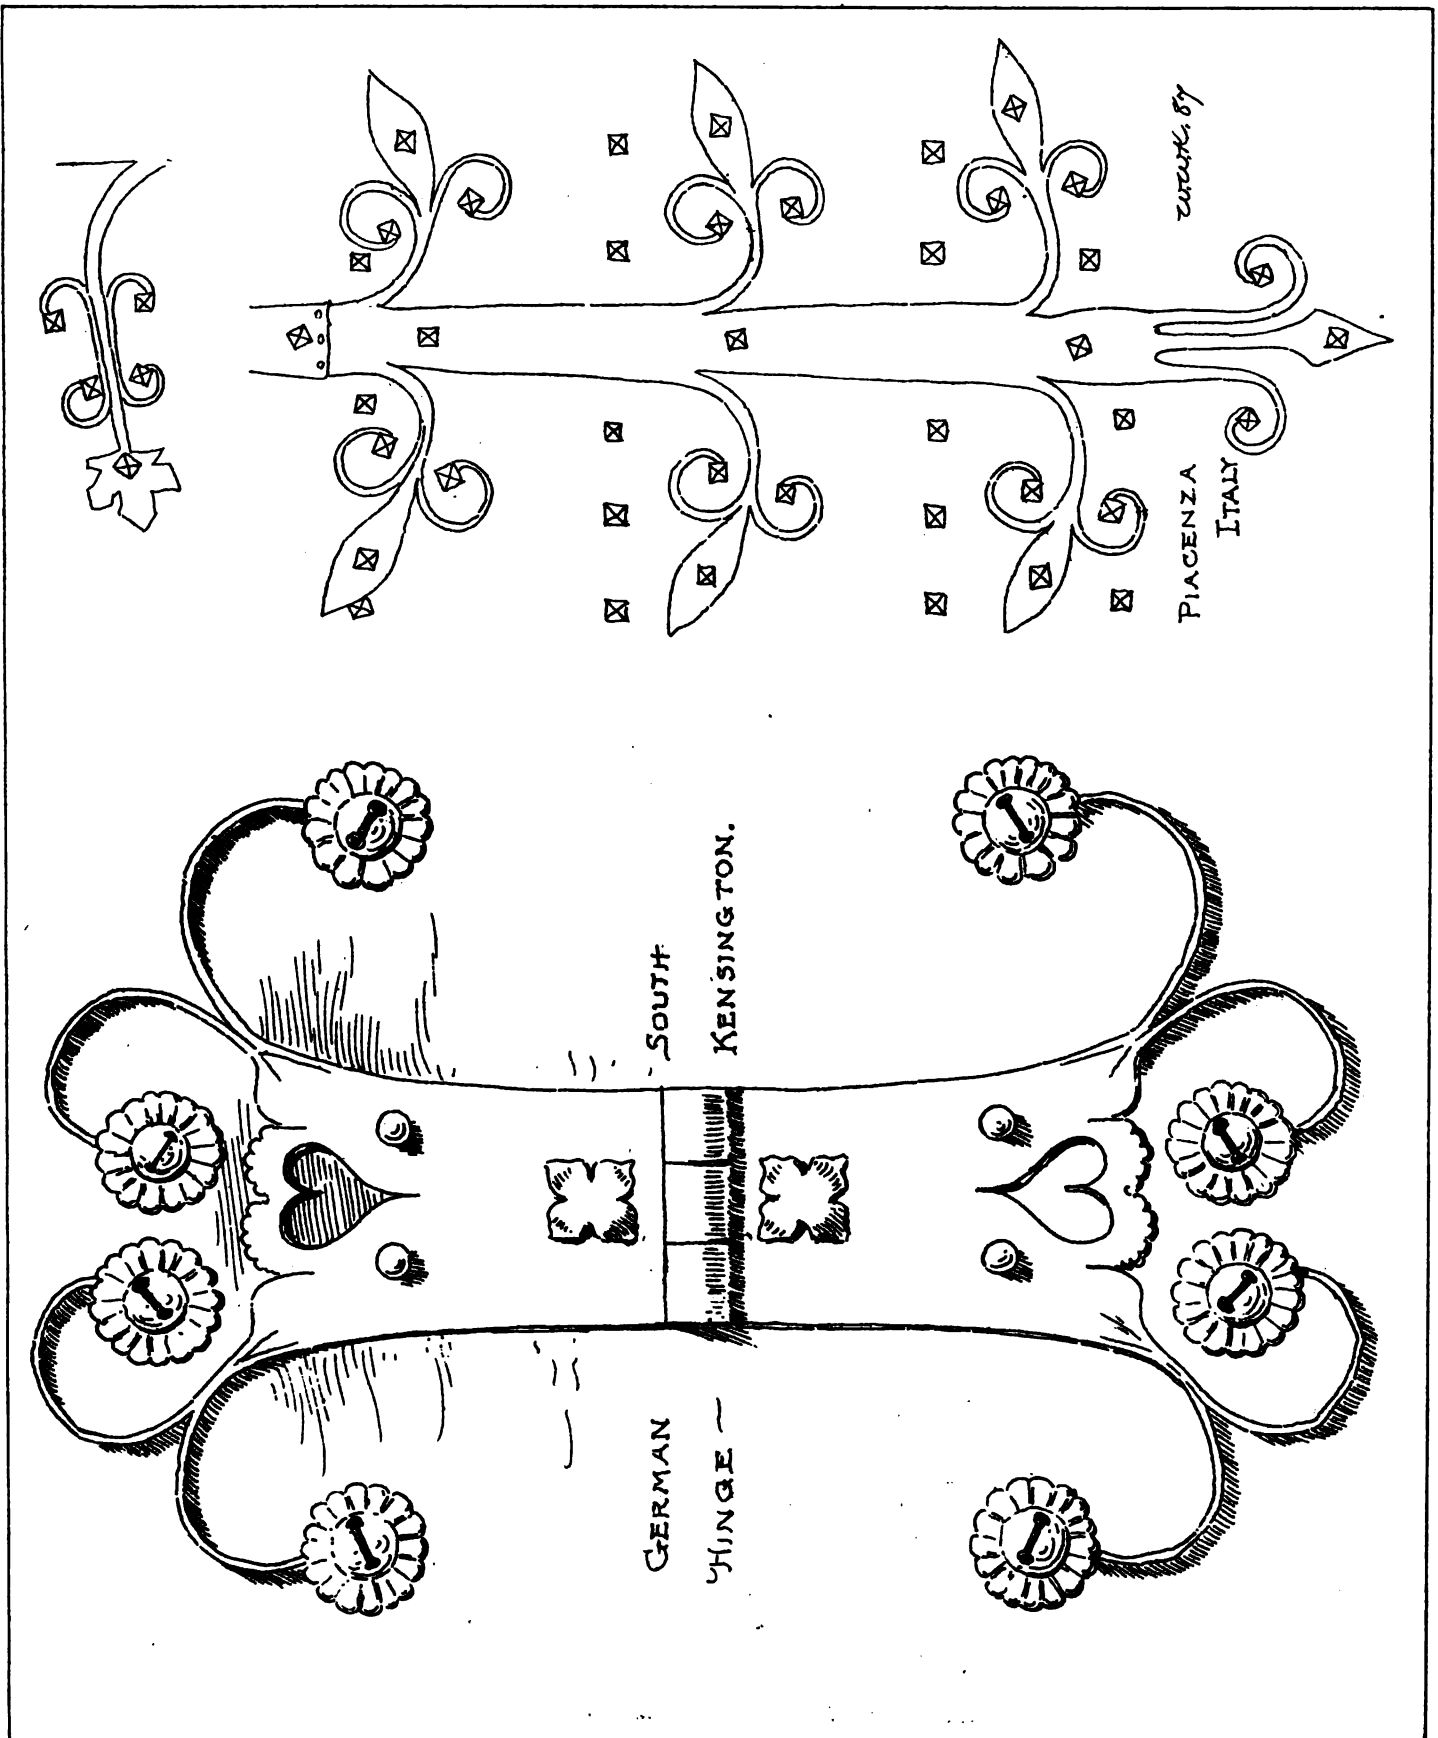 PIACENZA
ITALY
GERMAN
HINGE —
SOUTH
KENSINGTON.